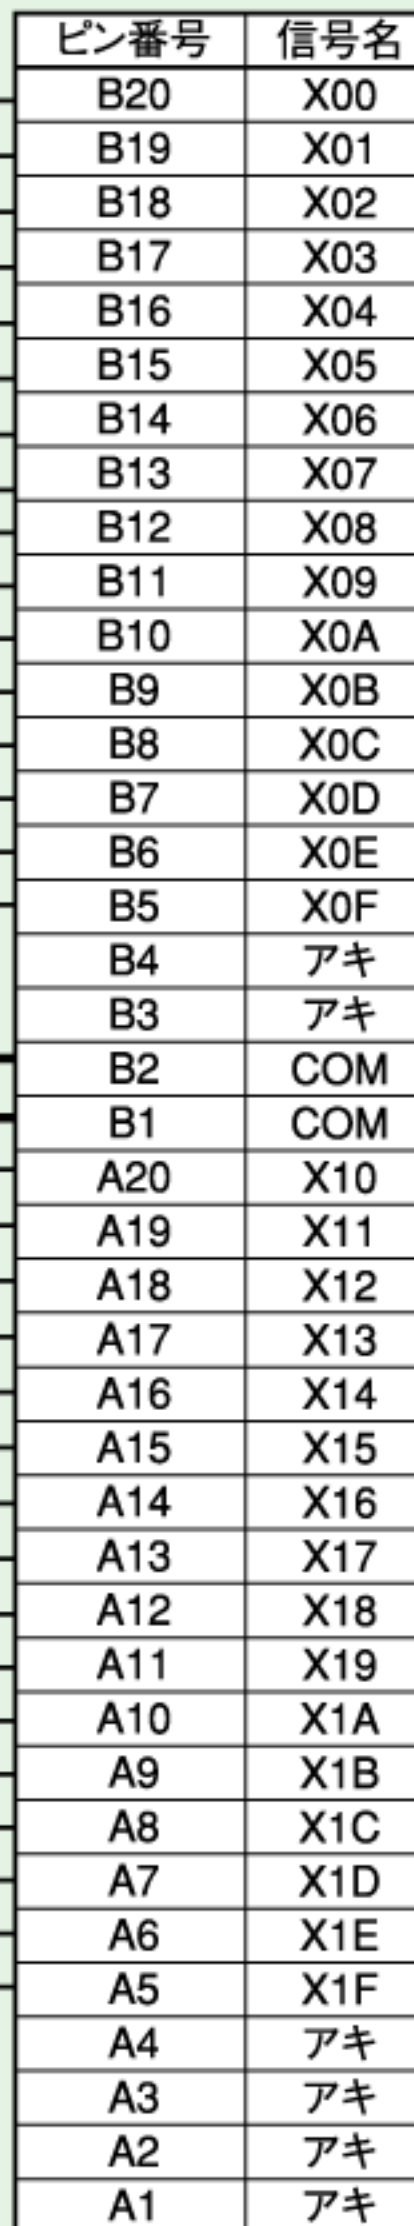 ピン番号 信号名
B20 X00
B19 X01
B18 X02
B17 X03
B16 X04
B15 X05
B14 X06
B13 X07
B12 X08
B11 X09
B10 X0A
B9 X0B
B8 X0C
B7 X0D
B6 X0E
B5 X0F
B4 アキ
B3 アキ
B2 COM
B1 COM
A20 X10
A19 X11
A18 X12
A17 X13
A16 X14
A15 X15
A14 X16
A13 X17
A12 X18
A11 X19
A10 X1A
A9 X1B
A8 X1C
A7 X1D
A6 X1E
A5 X1F
A4 アキ
A3 アキ
A2 アキ
A1 アキ